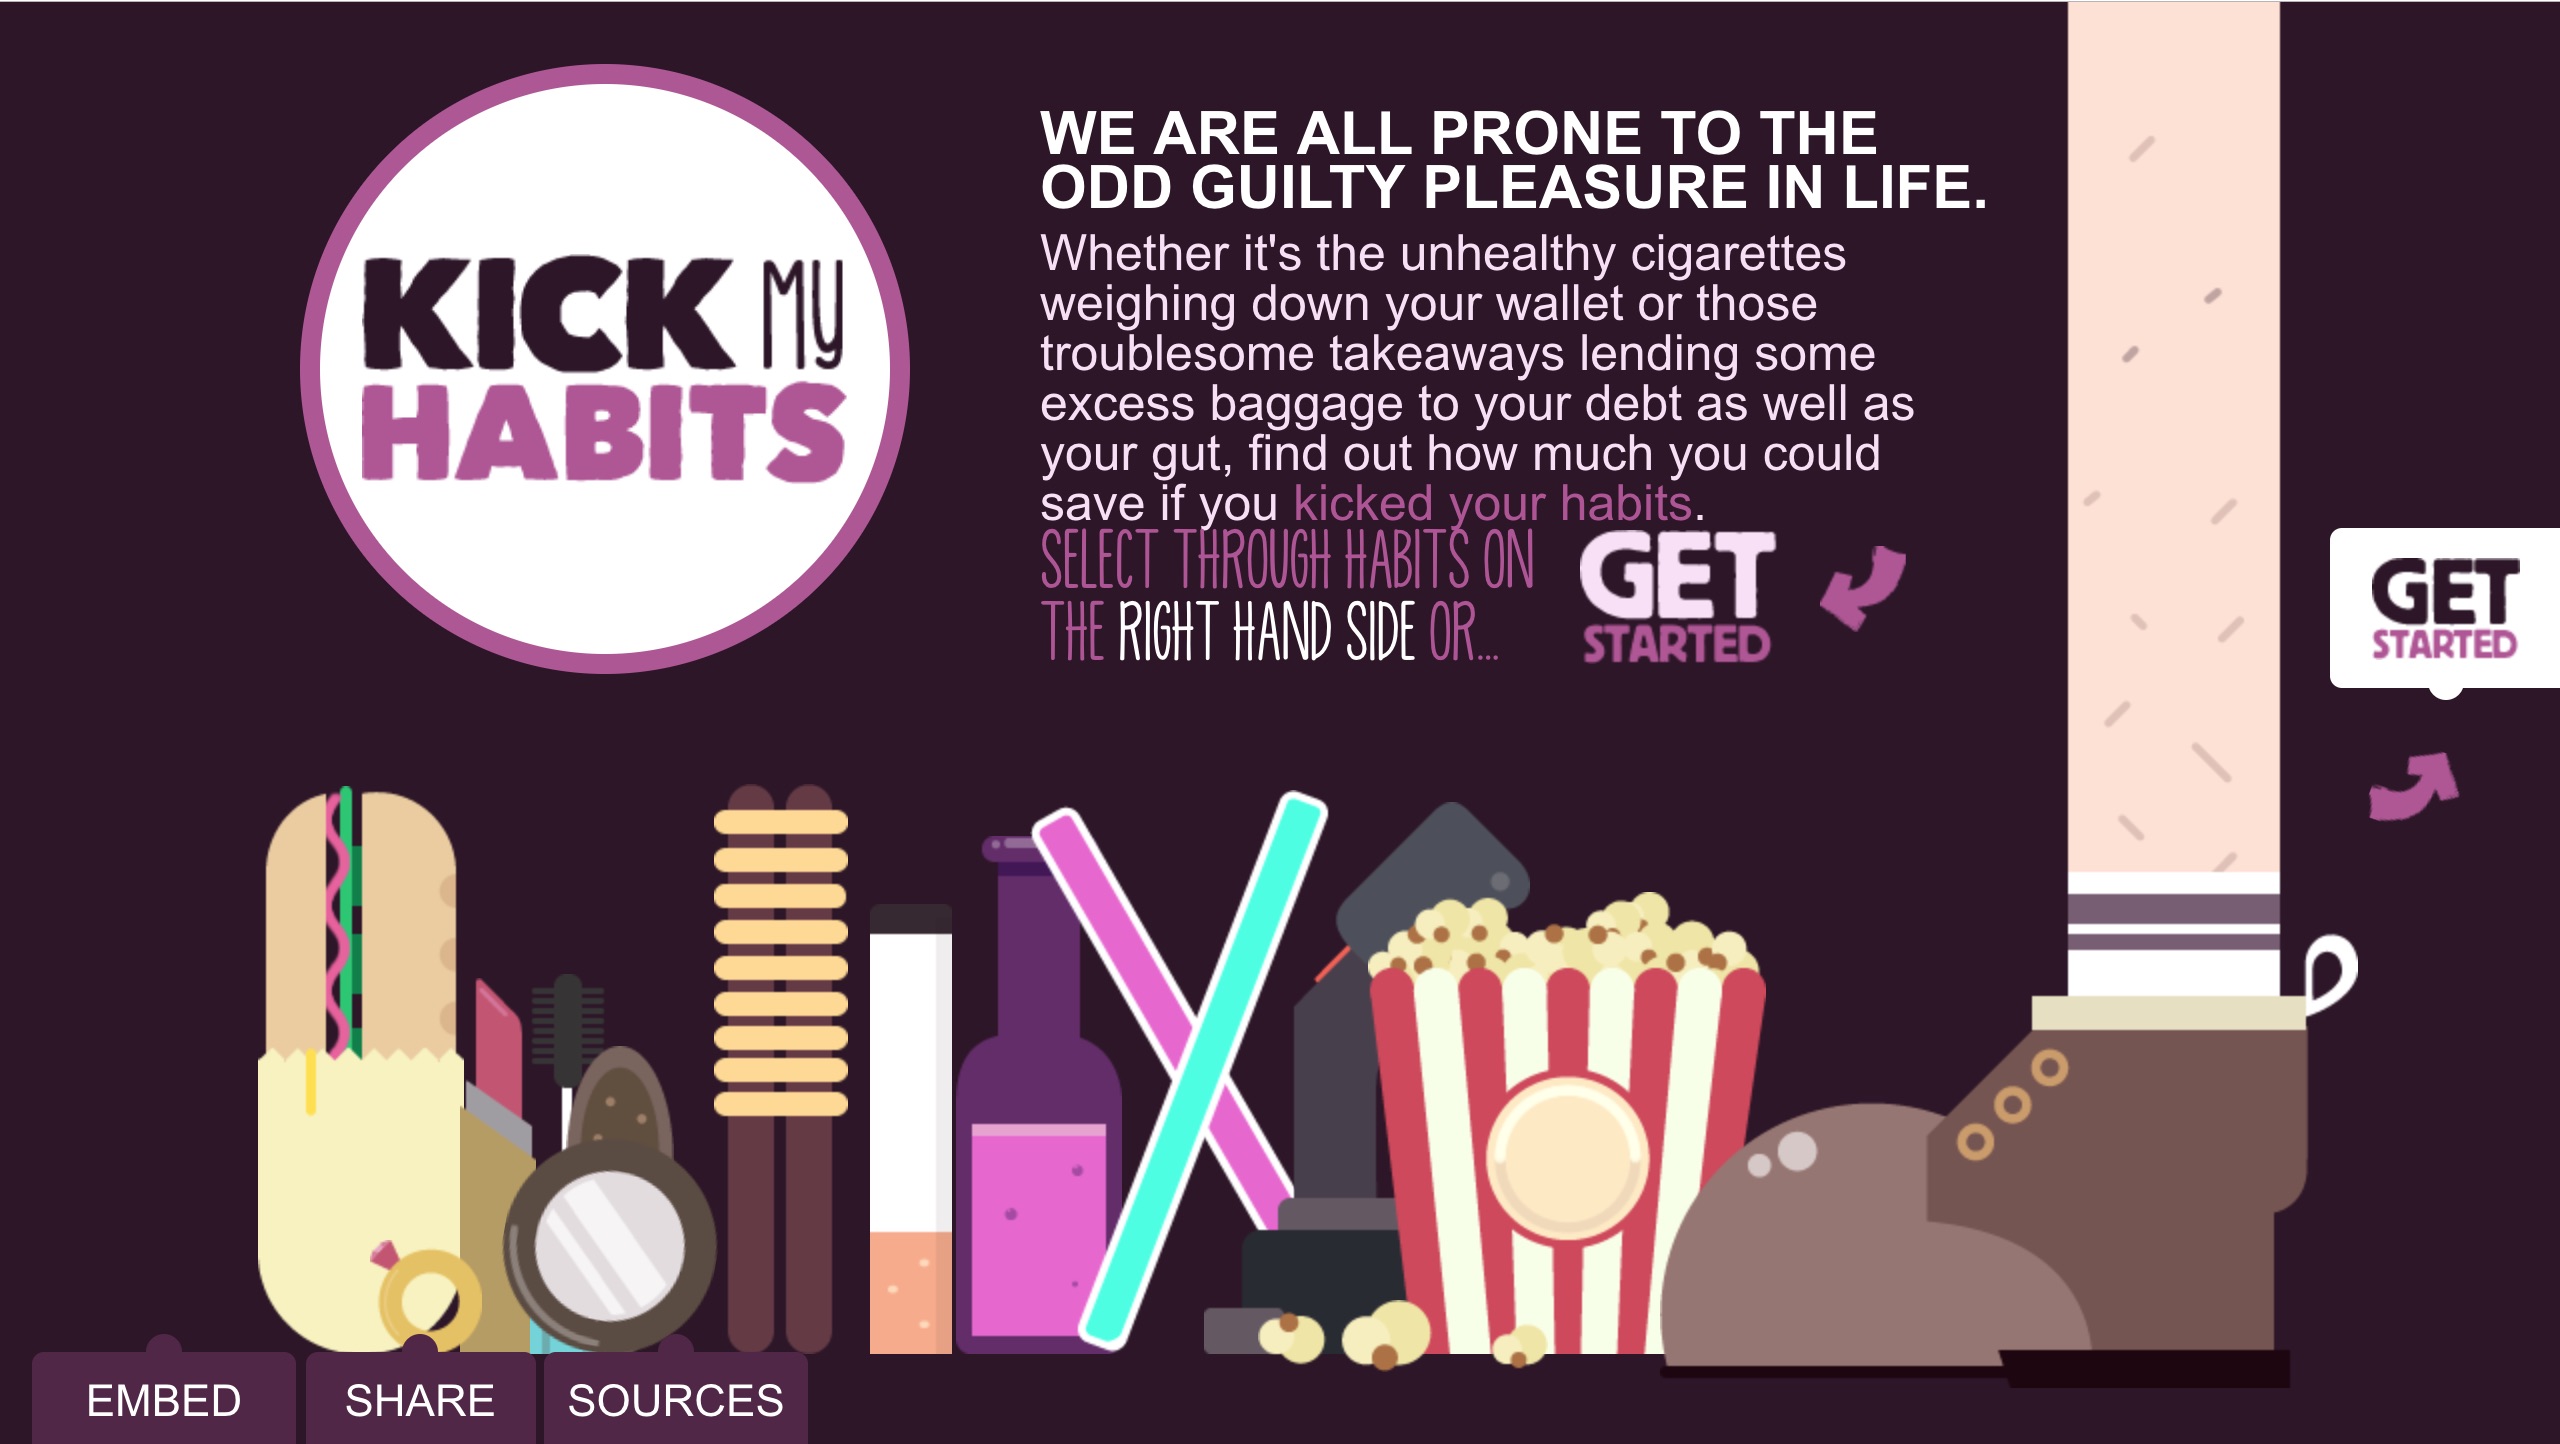 KICK MY
HABITS
WE ARE ALL PRONE TO THE
ODD GUILTY PLEASURE IN LIFE.
Whether it's the unhealthy cigarettes
weighing down your wallet or those
troublesome takeaways lending some
excess baggage to your debt as well as
your gut, find out how much you could
save if you kicked your habits.
SELECT THROUGH HABITS ON
THE RIGHT HAND SIDE OR...
GET
STARTED
GET
STARTED
EMBED
SHARE
SOURCES